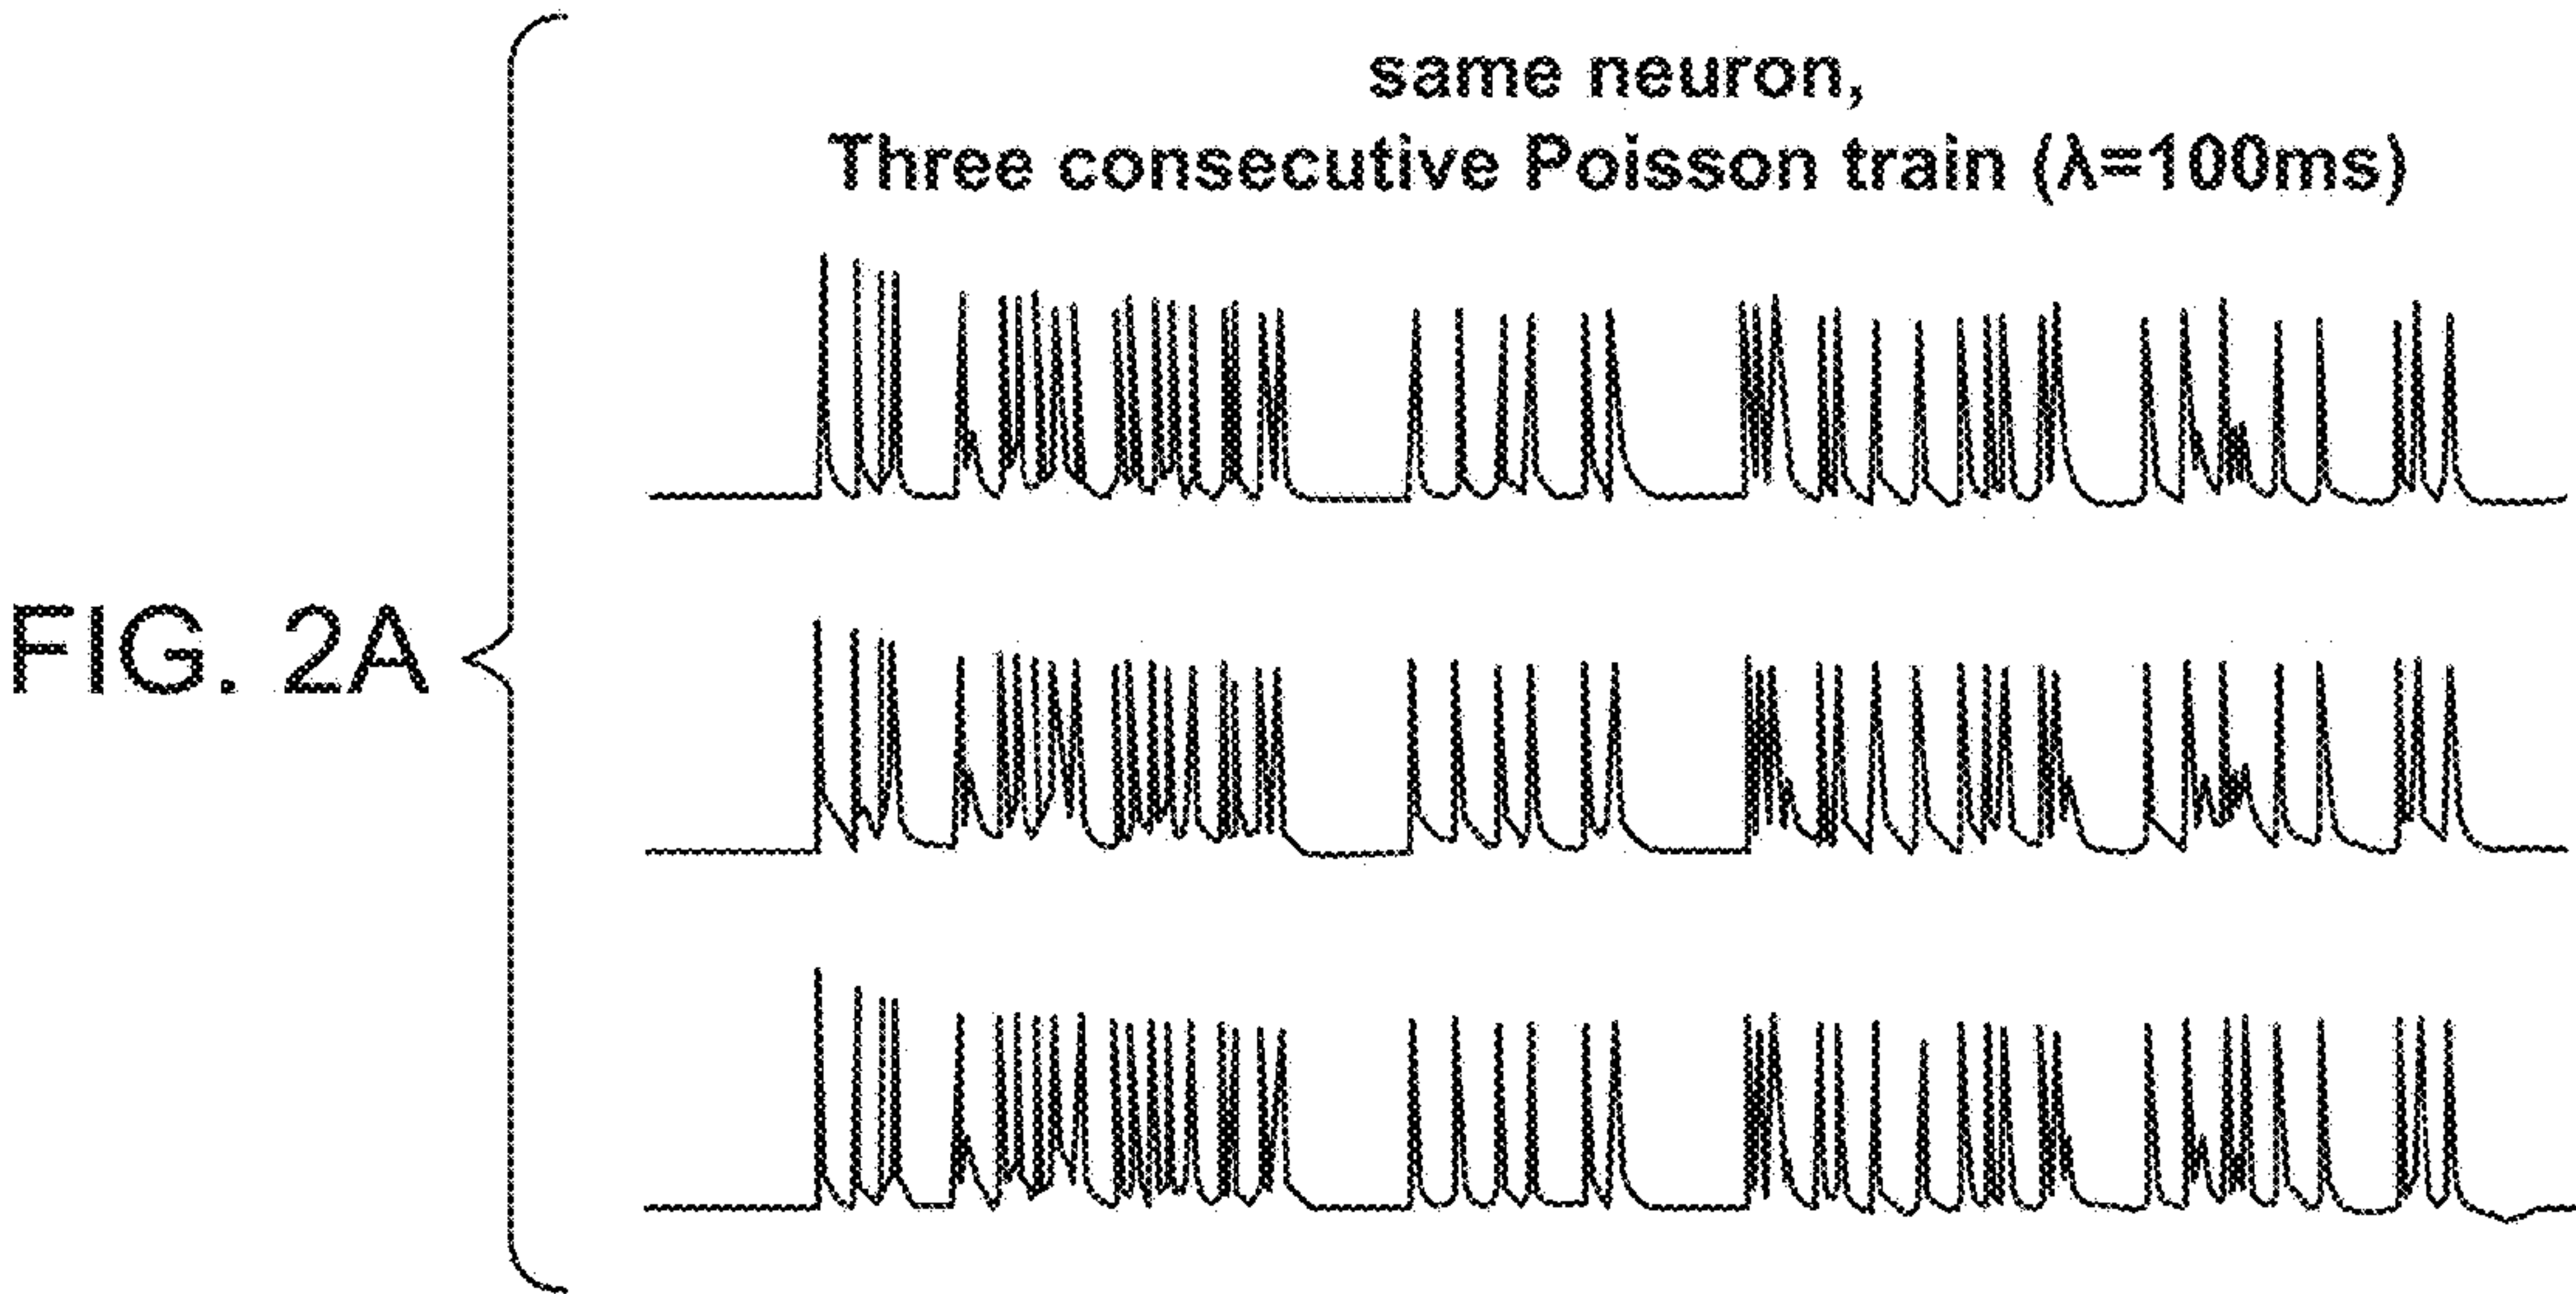 same neuron,
Three consecutive Poisson train (λ=100ms)
FIG. 2A